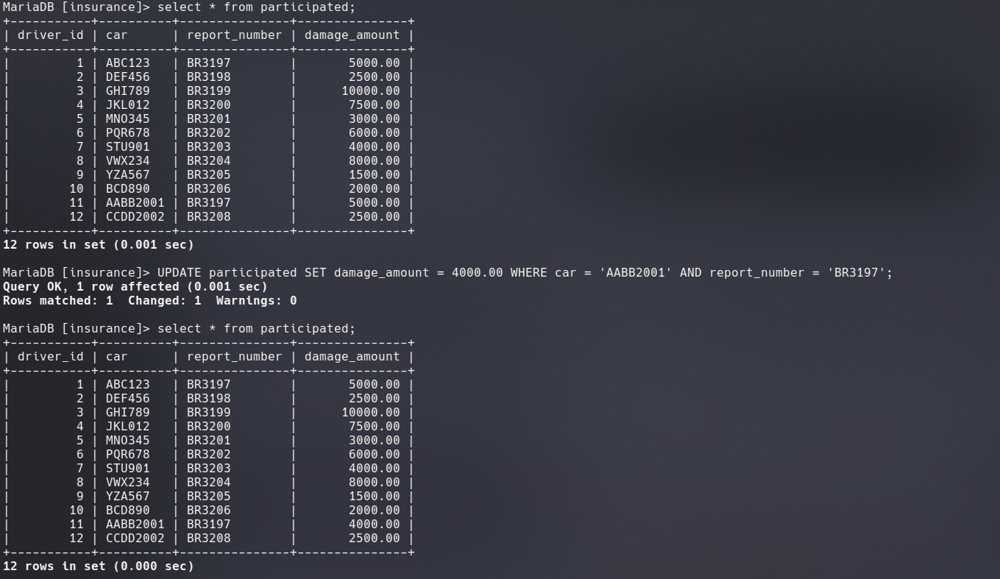 MariaDB [insurance]> select * from participated;
+-----------+----------+---------------+---------------+
| driver_id | car      | report_number | damage_amount |
+-----------+----------+---------------+---------------+
|         1 | ABC123   | BR3197        |       5000.00 |
|         2 | DEF456   | BR3198        |       2500.00 |
|         3 | GHI789   | BR3199        |      10000.00 |
|         4 | JKL012   | BR3200        |       7500.00 |
|         5 | MNO345   | BR3201        |       3000.00 |
|         6 | PQR678   | BR3202        |       6000.00 |
|         7 | STU901   | BR3203        |       4000.00 |
|         8 | VWX234   | BR3204        |       8000.00 |
|         9 | YZA567   | BR3205        |       1500.00 |
|        10 | BCD890   | BR3206        |       2000.00 |
|        11 | AABB2001 | BR3197        |       5000.00 |
|        12 | CCDD2002 | BR3208        |       2500.00 |
+-----------+----------+---------------+---------------+
12 rows in set (0.001 sec)

MariaDB [insurance]> UPDATE participated SET damage_amount = 4000.00 WHERE car = 'AABB2001' AND report_number = 'BR3197';
Query OK, 1 row affected (0.001 sec)
Rows matched: 1  Changed: 1  Warnings: 0

MariaDB [insurance]> select * from participated;
+-----------+----------+---------------+---------------+
| driver_id | car      | report_number | damage_amount |
+-----------+----------+---------------+---------------+
|         1 | ABC123   | BR3197        |       5000.00 |
|         2 | DEF456   | BR3198        |       2500.00 |
|         3 | GHI789   | BR3199        |      10000.00 |
|         4 | JKL012   | BR3200        |       7500.00 |
|         5 | MNO345   | BR3201        |       3000.00 |
|         6 | PQR678   | BR3202        |       6000.00 |
|         7 | STU901   | BR3203        |       4000.00 |
|         8 | VWX234   | BR3204        |       8000.00 |
|         9 | YZA567   | BR3205        |       1500.00 |
|        10 | BCD890   | BR3206        |       2000.00 |
|        11 | AABB2001 | BR3197        |       4000.00 |
|        12 | CCDD2002 | BR3208        |       2500.00 |
+-----------+----------+---------------+---------------+
12 rows in set (0.000 sec)